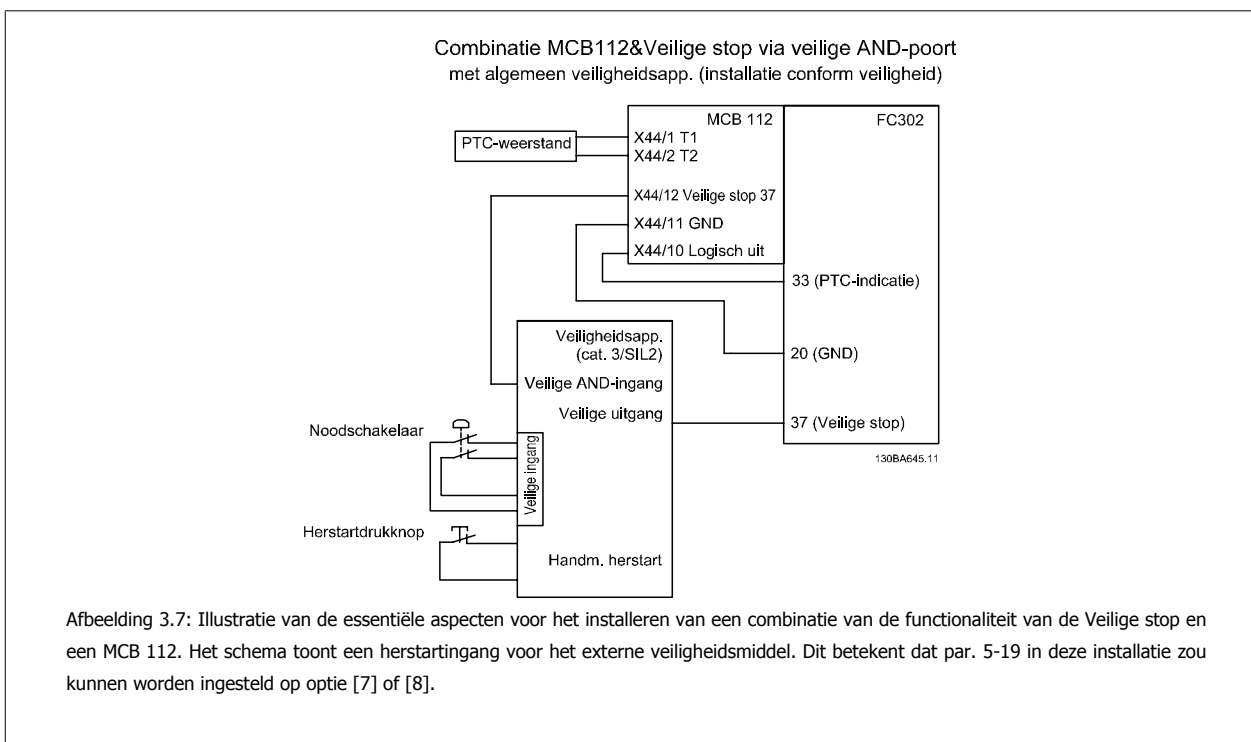 Combinatie MCB112&Veilige stop via veilige AND-poort
met algemeen veiligheidsapp. (installatie conform veiligheid)
MCB 112
FC302
PTC-weerstand
X44/1 T1
X44/2 T2
X44/12 Veilige stop 37
X44/11 GND
X44/10 Logisch uit
33 (PTC-indicatie)
Veiligheidsapp.
(cat. 3/SIL2)
20 (GND)
Veilige AND-ingang
Veilige uitgang
37 (Veilige stop)
Noodschakelaar
Veilige ingang
130BA645.11
Herstartdrukknop
Handm. herstart
Afbeelding 3.7: Illustratie van de essentiële aspecten voor het installeren van een combinatie van de functionaliteit van de Veilige stop en
een MCB 112. Het schema toont een herstartingang voor het externe veiligheidsmiddel. Dit betekent dat par. 5-19 in deze installatie zou
kunnen worden ingesteld op optie [7] of [8].